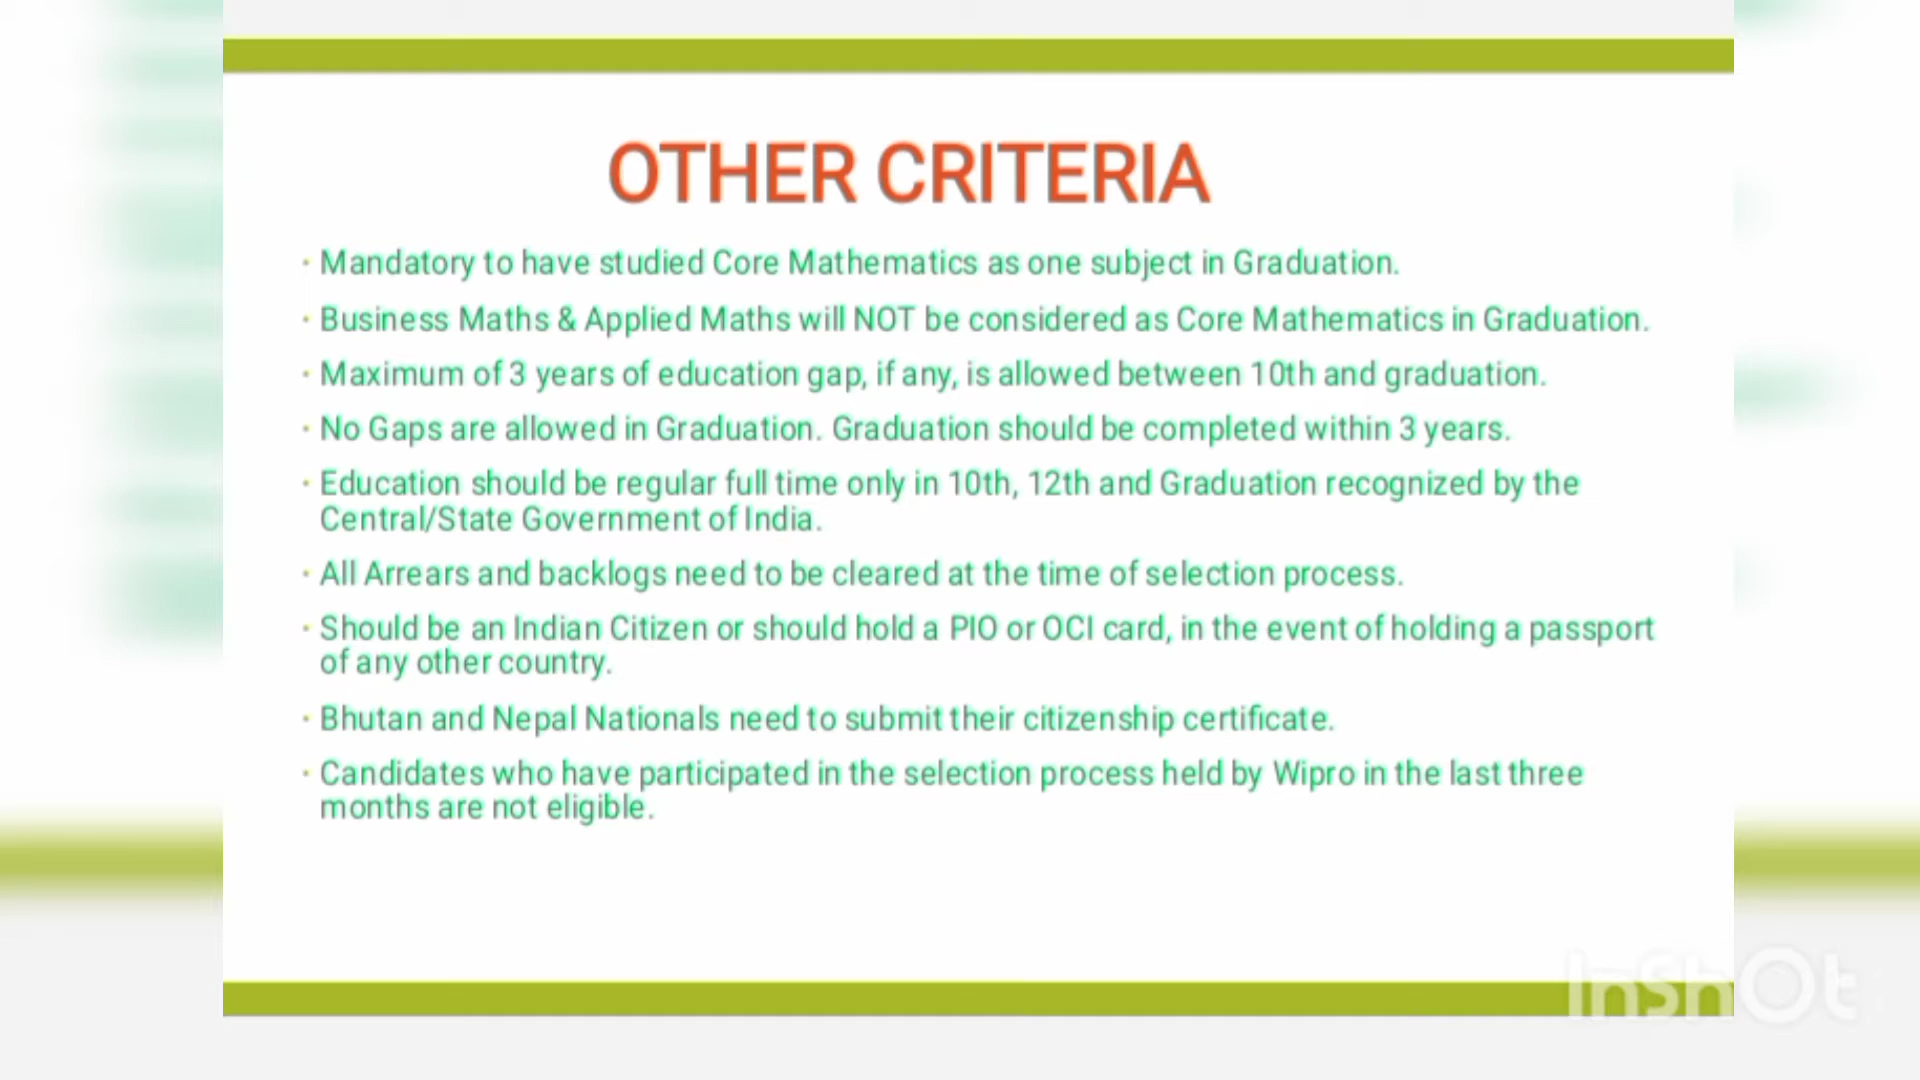 OTHER CRITERIA
· Mandatory to have studied Core Mathematics as one subject in Graduation.
· Business Maths & Applied Maths will NOT be considered as Core Mathematics in Graduation.
· Maximum of 3 years of education gap, if any, is allowed between 10th and graduation.
· No Gaps are allowed in Graduation. Graduation should be completed within 3 years.
· Education should be regular full time only in 10th, 12th and Graduation recognized by the
Central/State Government of India.
· All Arrears and backlogs need to be cleared at the time of selection process.
· Should be an Indian Citizen or should hold a PIO or OCI card, in the event of holding a passport
of any other country.
· Bhutan and Nepal Nationals need to submit their citizenship certificate.
· Candidates who have participated in the selection process held by Wipro in the last three
months are not eligible.
InShOt